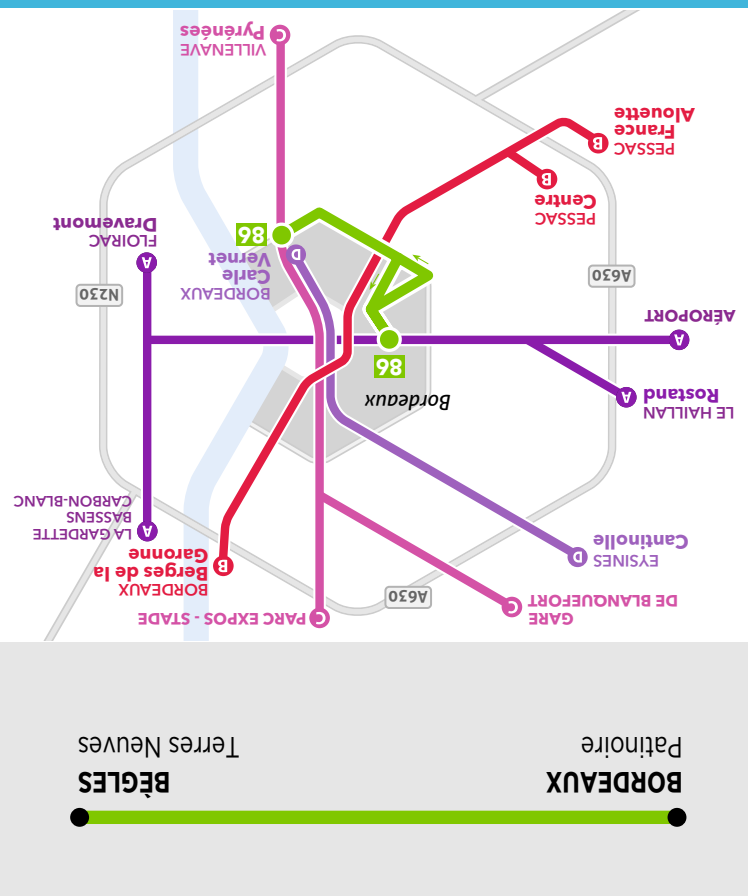 BORDEAUX
Patinoire
BÈGLES
Terres Neuves
C PARC EXPOS - STADE
GARE
DE BLANQUEFORT C
A630
BORDEAUX
Berges de la
Garonne
B
EYSINES
Cantinolle
D
LA GARDETTE
BASSENS
CARBON-BLANC
A
LE HAILLAN
Rostand
A
Bordeaux
86
AÉROPORT
A
A630
N230
BORDEAUX
Carle
Vernet
D
86
FLOIRAC
Dravemont
A
PESSAC
Centre
B
PESSAC
France
Alouette
B
VILLENAVE
Pyrénées
C